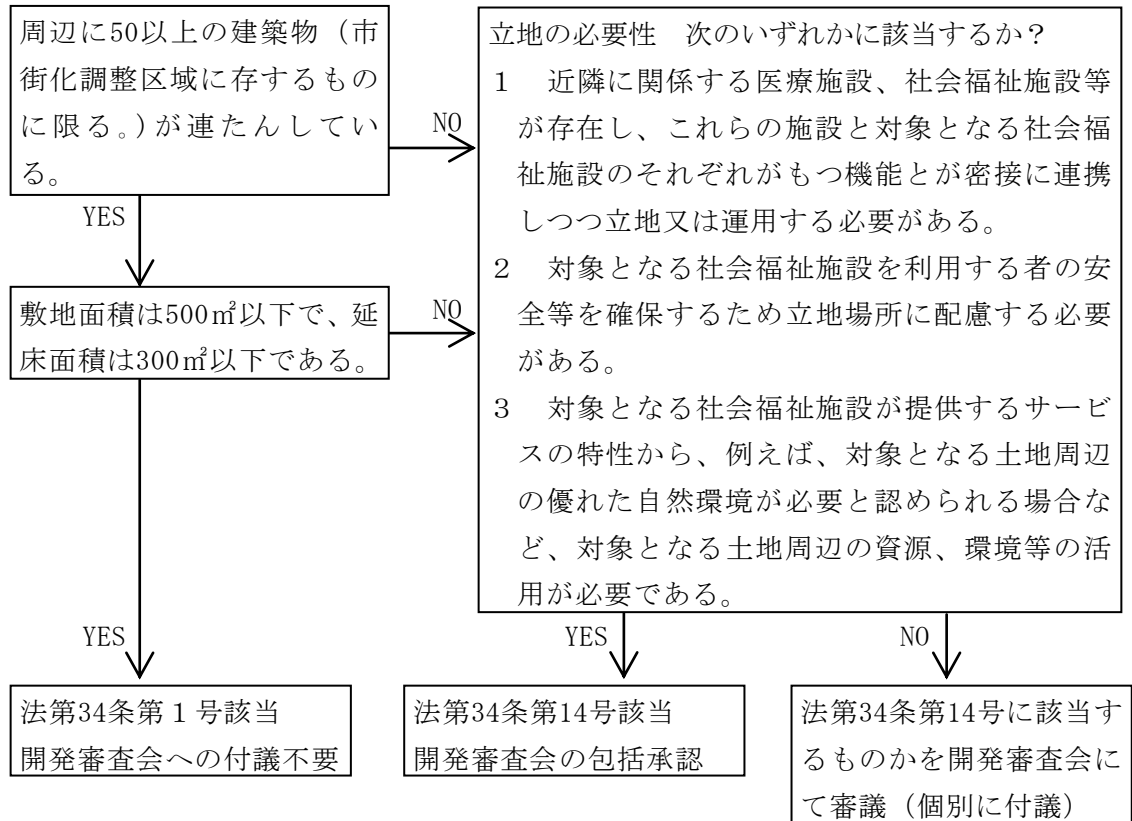 周辺に50以上の建築物（市
街化調整区域に存するもの
に限る。)が連たんしてい
る。
NO
YES
敷地面積は500㎡以下で、延
床面積は300㎡以下である。
NO
立地の必要性　次のいずれかに該当するか？
１　近隣に関係する医療施設、社会福祉施設等
が存在し、これらの施設と対象となる社会福
祉施設のそれぞれがもつ機能とが密接に連携
しつつ立地又は運用する必要がある。
２　対象となる社会福祉施設を利用する者の安
全等を確保するため立地場所に配慮する必要
がある。
３　対象となる社会福祉施設が提供するサービ
スの特性から、例えば、対象となる土地周辺
の優れた自然環境が必要と認められる場合な
ど、対象となる土地周辺の資源、環境等の活
用が必要である。
YES
YES
NO
法第34条第１号該当
開発審査会への付議不要
法第34条第14号該当
開発審査会の包括承認
法第34条第14号に該当す
るものかを開発審査会に
て審議（個別に付議）